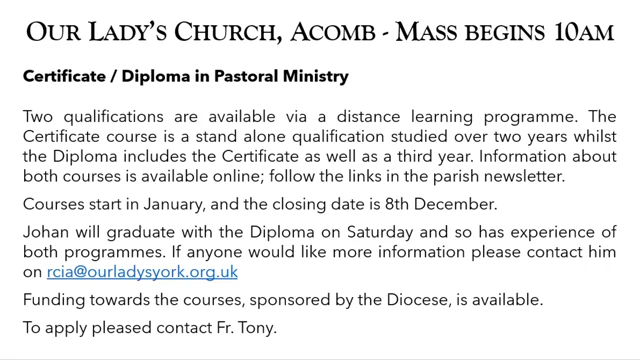 OUR LADY'S CHURCH, ACOMB - MASS BEGINS 10AM
Certificate / Diploma in Pastoral Ministry
Two qualifications are available via a distance learning programme. The
Certificate course is a stand alone qualification studied over two years whilst
the Diploma includes the Certificate as well as a third year. Information about
both courses is available online; follow the links in the parish newsletter.
Courses start in January, and the closing date is 8th December.
Johan will graduate with the Diploma on Saturday and so has experience of
both programmes. If anyone would like more information please contact him
on rcia@ourladysyork.org.uk
Funding towards the courses, sponsored by the Diocese, is available.
To apply pleased contact Fr. Tony.